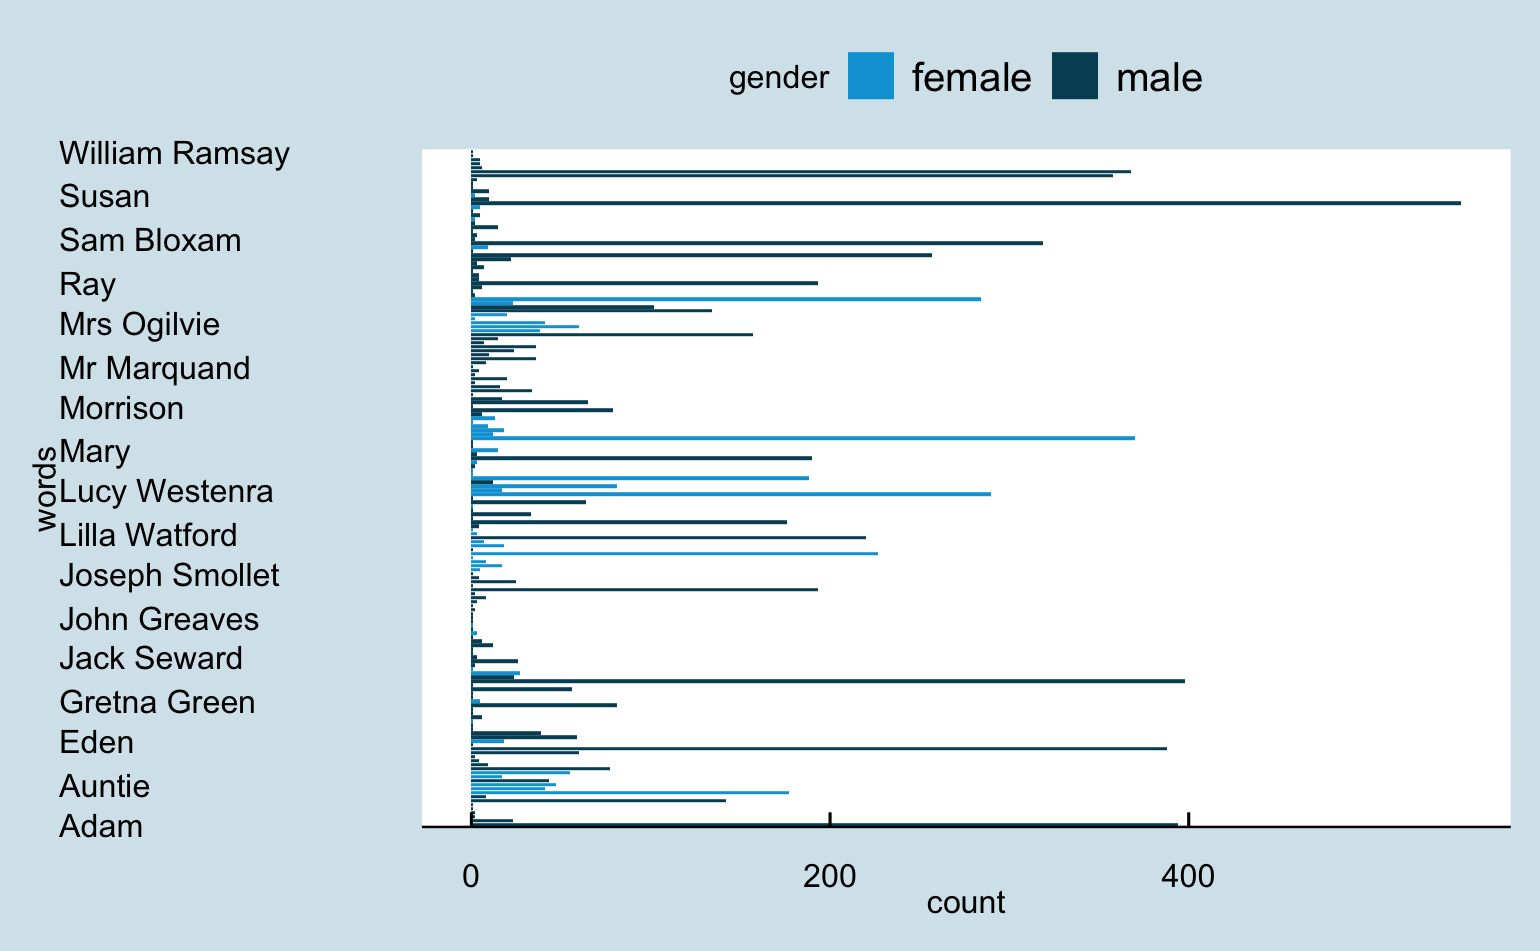 gender female male
William Ramsay
Susan
Sam Bloxam
Ray
Mrs Ogilvie
Mr Marquand
Morrison
Mary
words
Lucy Westenra
Lilla Watford
Joseph Smollet
John Greaves
Jack Seward
Gretna Green
Eden
Auntie
Adam
0 200 400
count